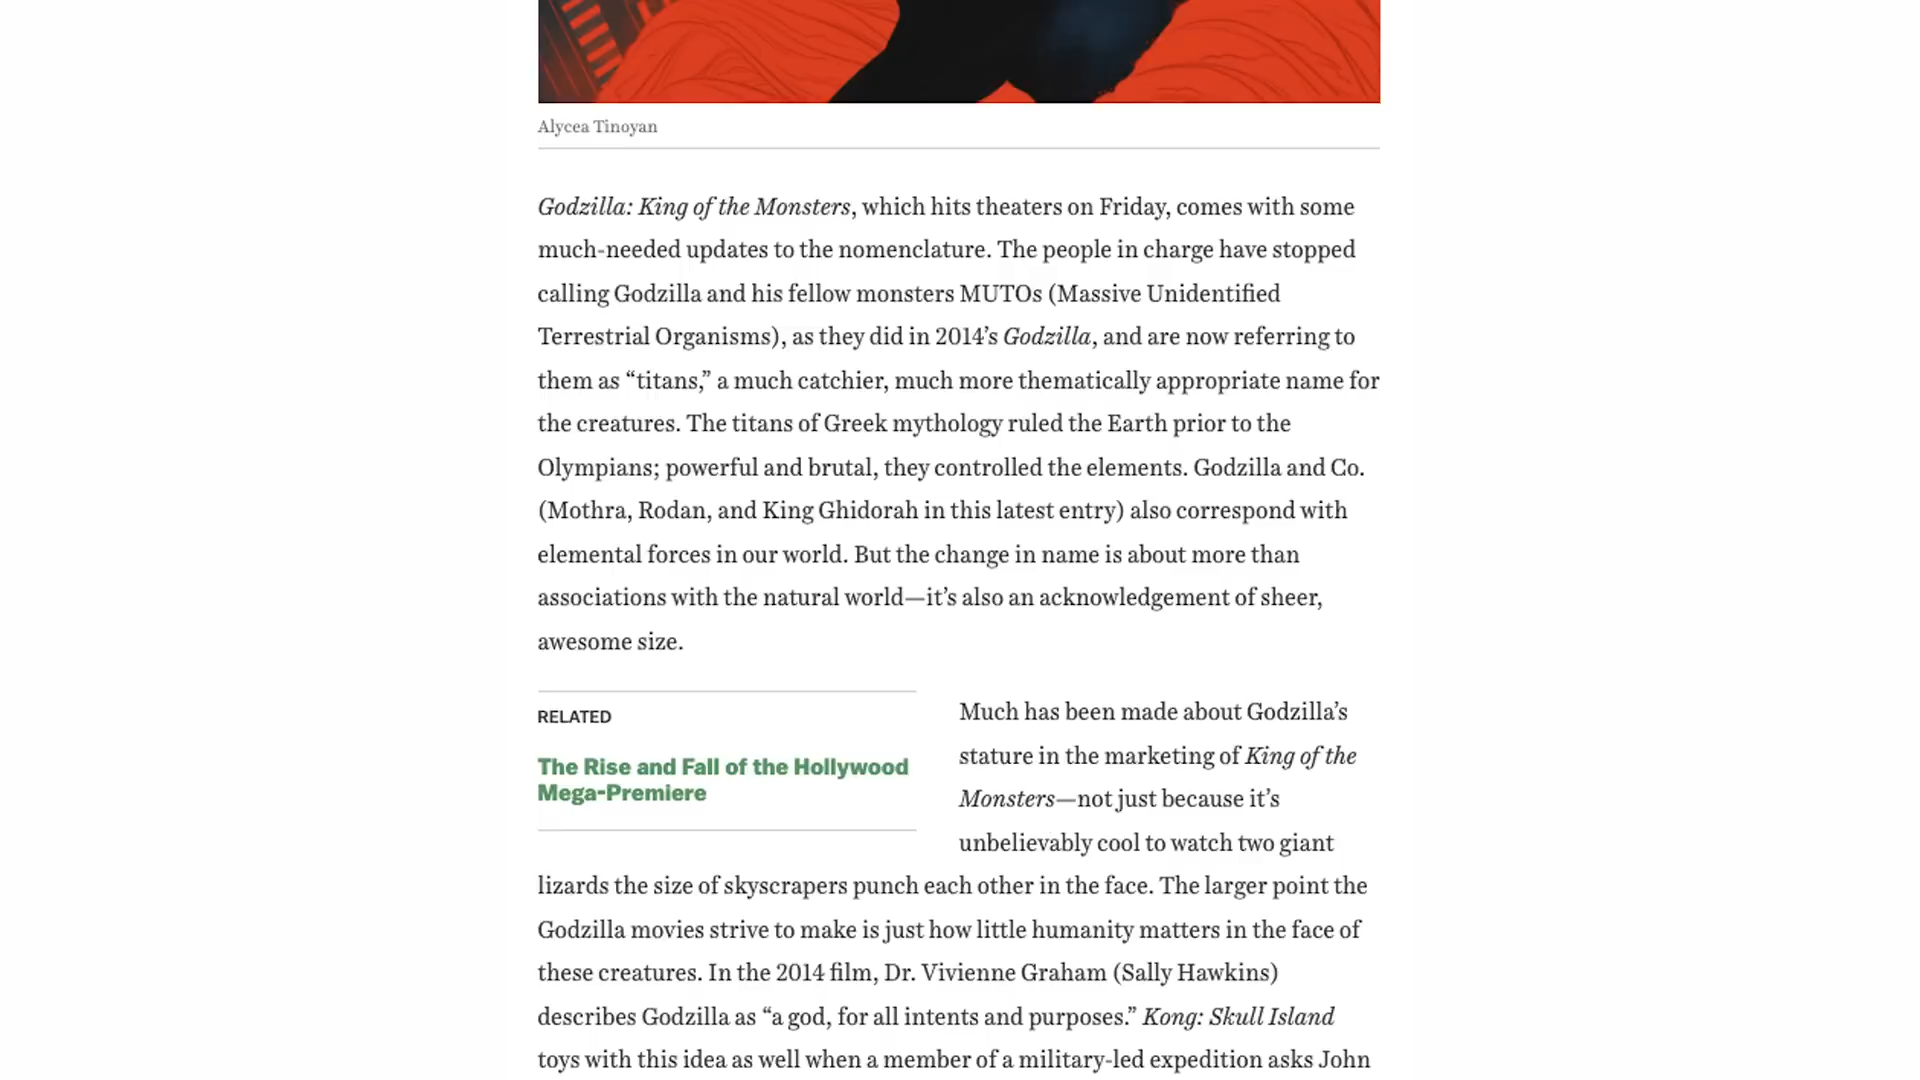 Alycea Tinoyan
Godzilla: King of the Monsters, which hits theaters on Friday, comes with some
much-needed updates to the nomenclature. The people in charge have stopped
calling Godzilla and his fellow monsters MUTOs (Massive Unidentified
Terrestrial Organisms), as they did in 2014’s Godzilla, and are now referring to
them as “titans,” a much catchier, much more thematically appropriate name for
the creatures. The titans of Greek mythology ruled the Earth prior to the
Olympians; powerful and brutal, they controlled the elements. Godzilla and Co.
(Mothra, Rodan, and King Ghidorah in this latest entry) also correspond with
elemental forces in our world. But the change in name is about more than
associations with the natural world—it’s also an acknowledgement of sheer,
awesome size.
RELATED
The Rise and Fall of the Hollywood
Mega-Premiere
Much has been made about Godzilla’s
stature in the marketing of King of the
Monsters—not just because it’s
unbelievably cool to watch two giant
lizards the size of skyscrapers punch each other in the face. The larger point the
Godzilla movies strive to make is just how little humanity matters in the face of
these creatures. In the 2014 film, Dr. Vivienne Graham (Sally Hawkins)
describes Godzilla as “a god, for all intents and purposes.” Kong: Skull Island
toys with this idea as well when a member of a military-led expedition asks John